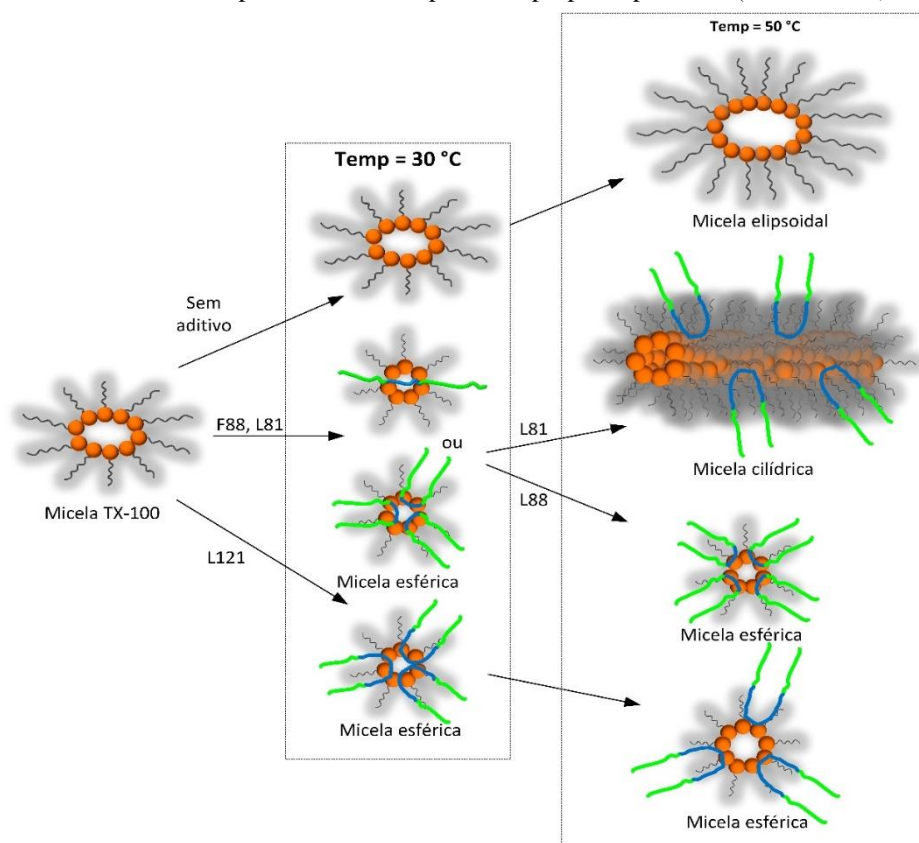 Temp = 50 °C
Micela elipsoidal
Temp = 30 °C
Sem
aditivo
F88, L81
ou
L81
L88
Micela cilídrica
Micela TX-100
L121
Micela esférica
Micela esférica
Micela esférica
Micela esférica